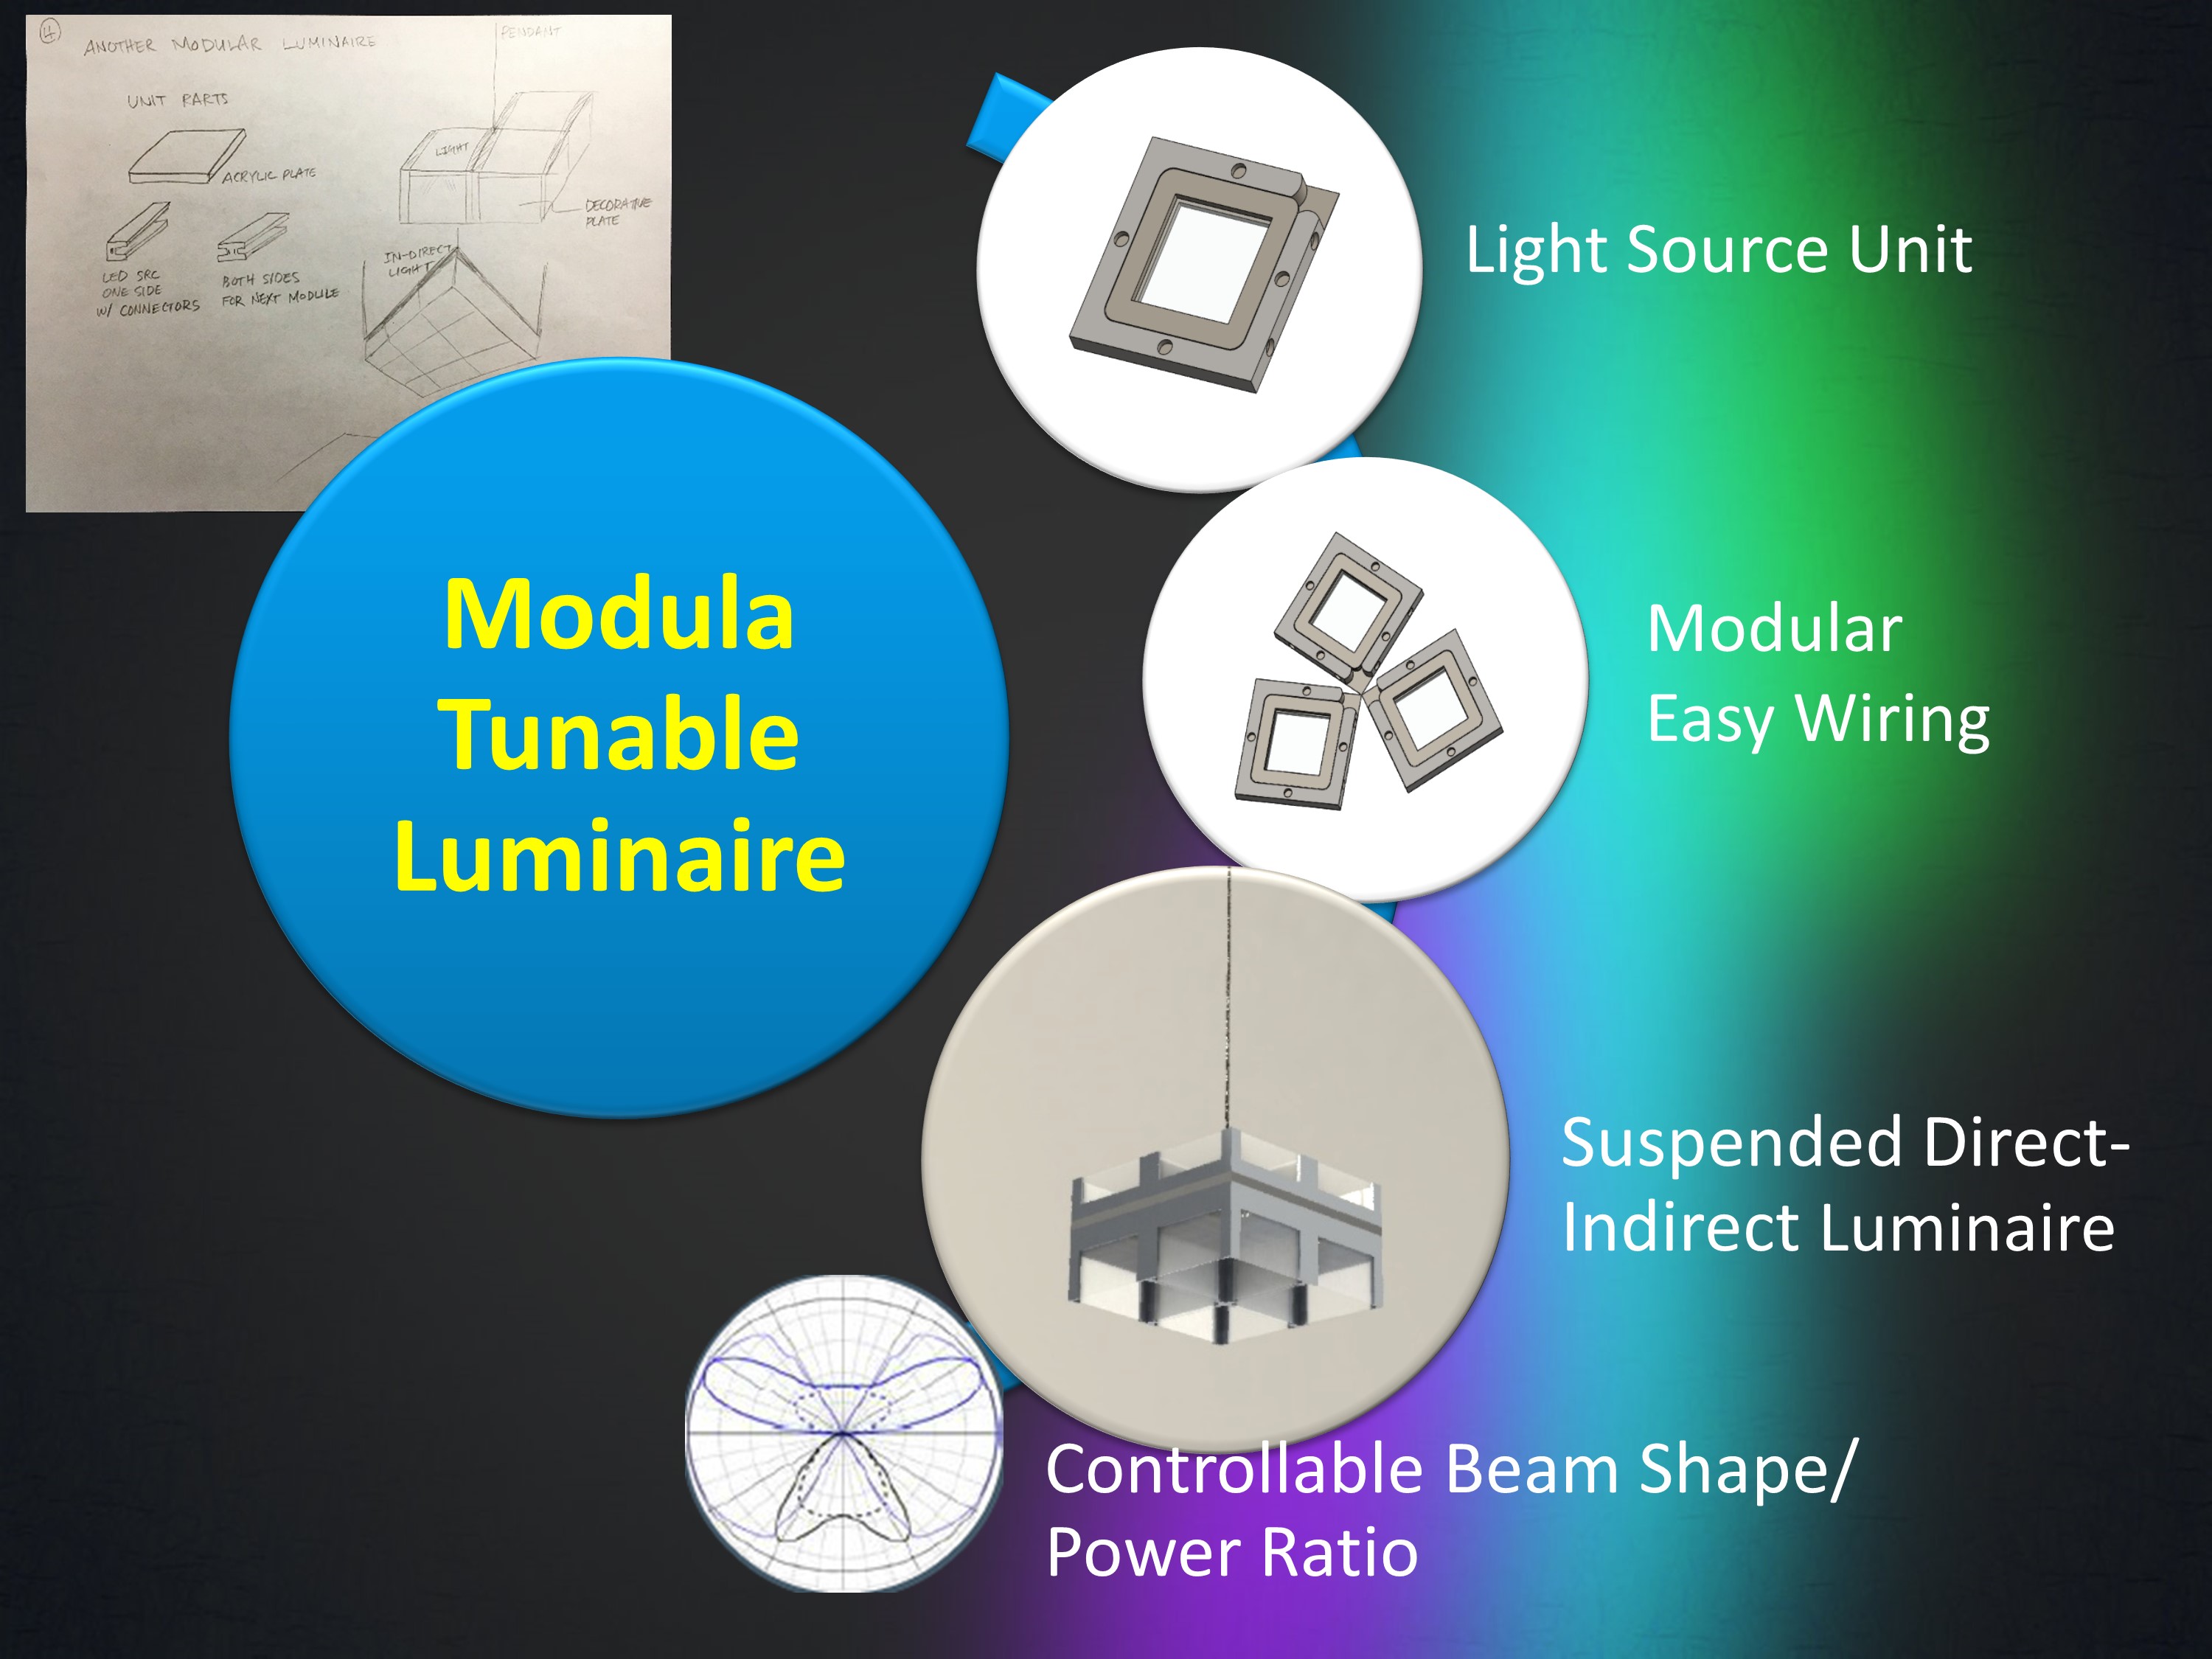 4
ANOTHER MODULAR LUMINAIRE
PENDANT
UNIT PARTS
LIGHT
ACRYLIC PLATE
DECORATIVE
PLATE
LED SRC
ONE SIDE
W/ CONNECTORS
BOTH SIDES
FOR NEXT MODULE
IN-DIRECT
LIGHT
Modula
Tunable
Luminaire
Light Source Unit
Modular
Easy Wiring
Suspended Direct-
Indirect Luminaire
Controllable Beam Shape/
Power Ratio